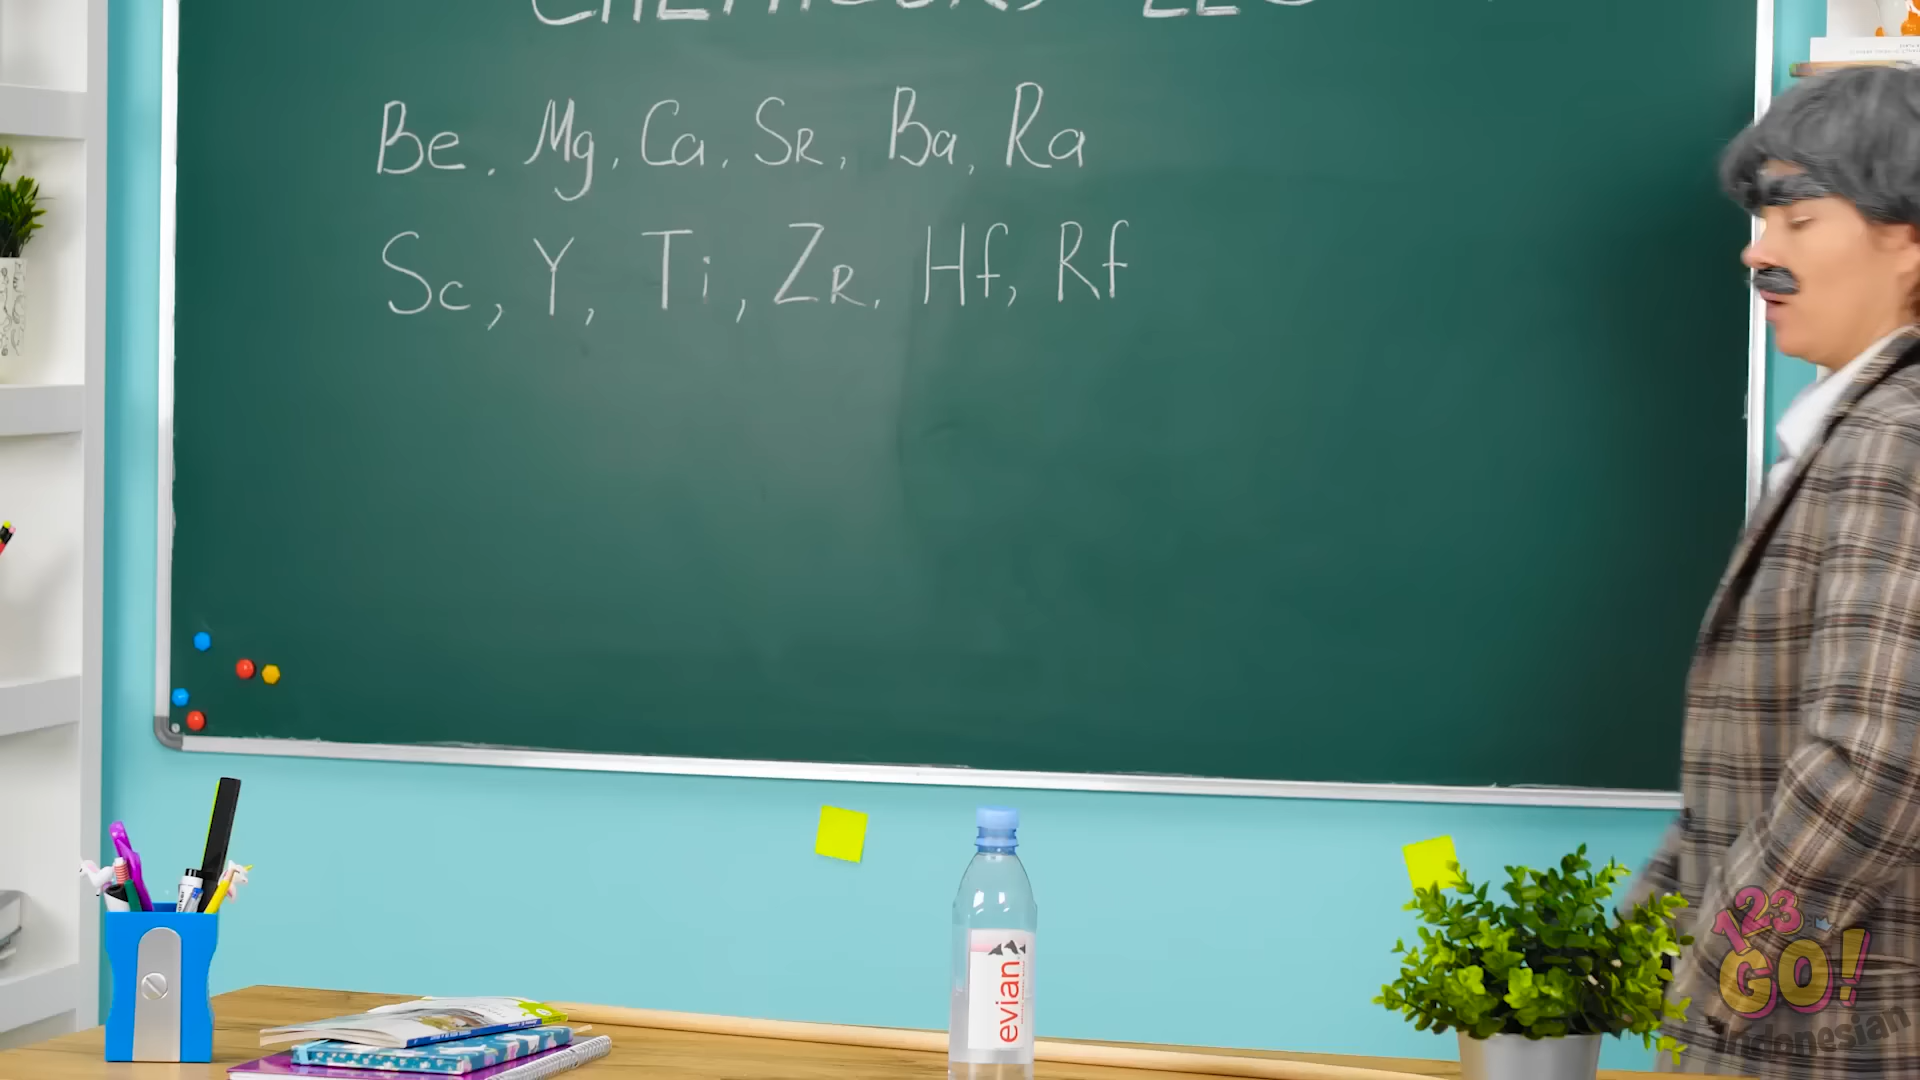 Be. Mg, Ca, SR, Ba, Ra
Sc, Y, Ti, ZR, Hf, Rf
evian
123
GO!
Indonesian